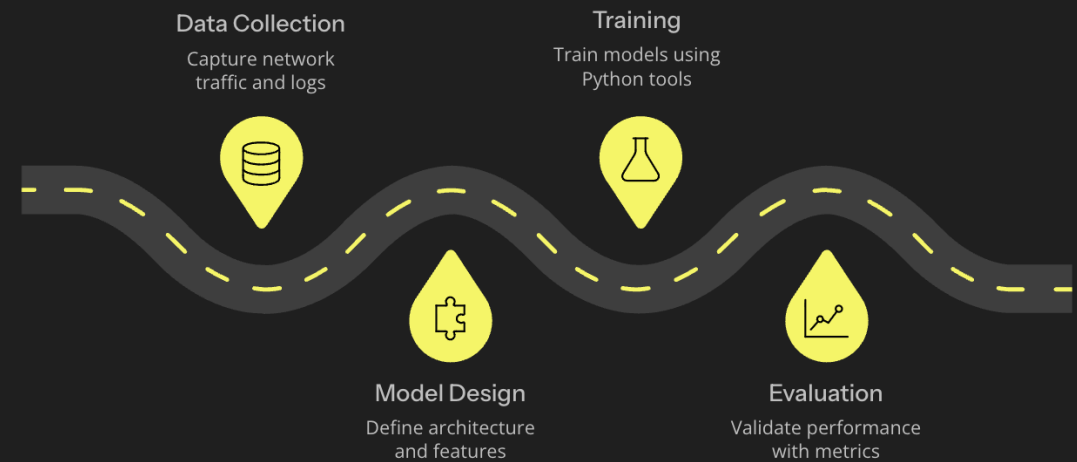 Data Collection
Capture network
traffic and logs
Model Design
Define architecture
and features
Training
Train models using
Python tools
Evaluation
Validate performance
with metrics